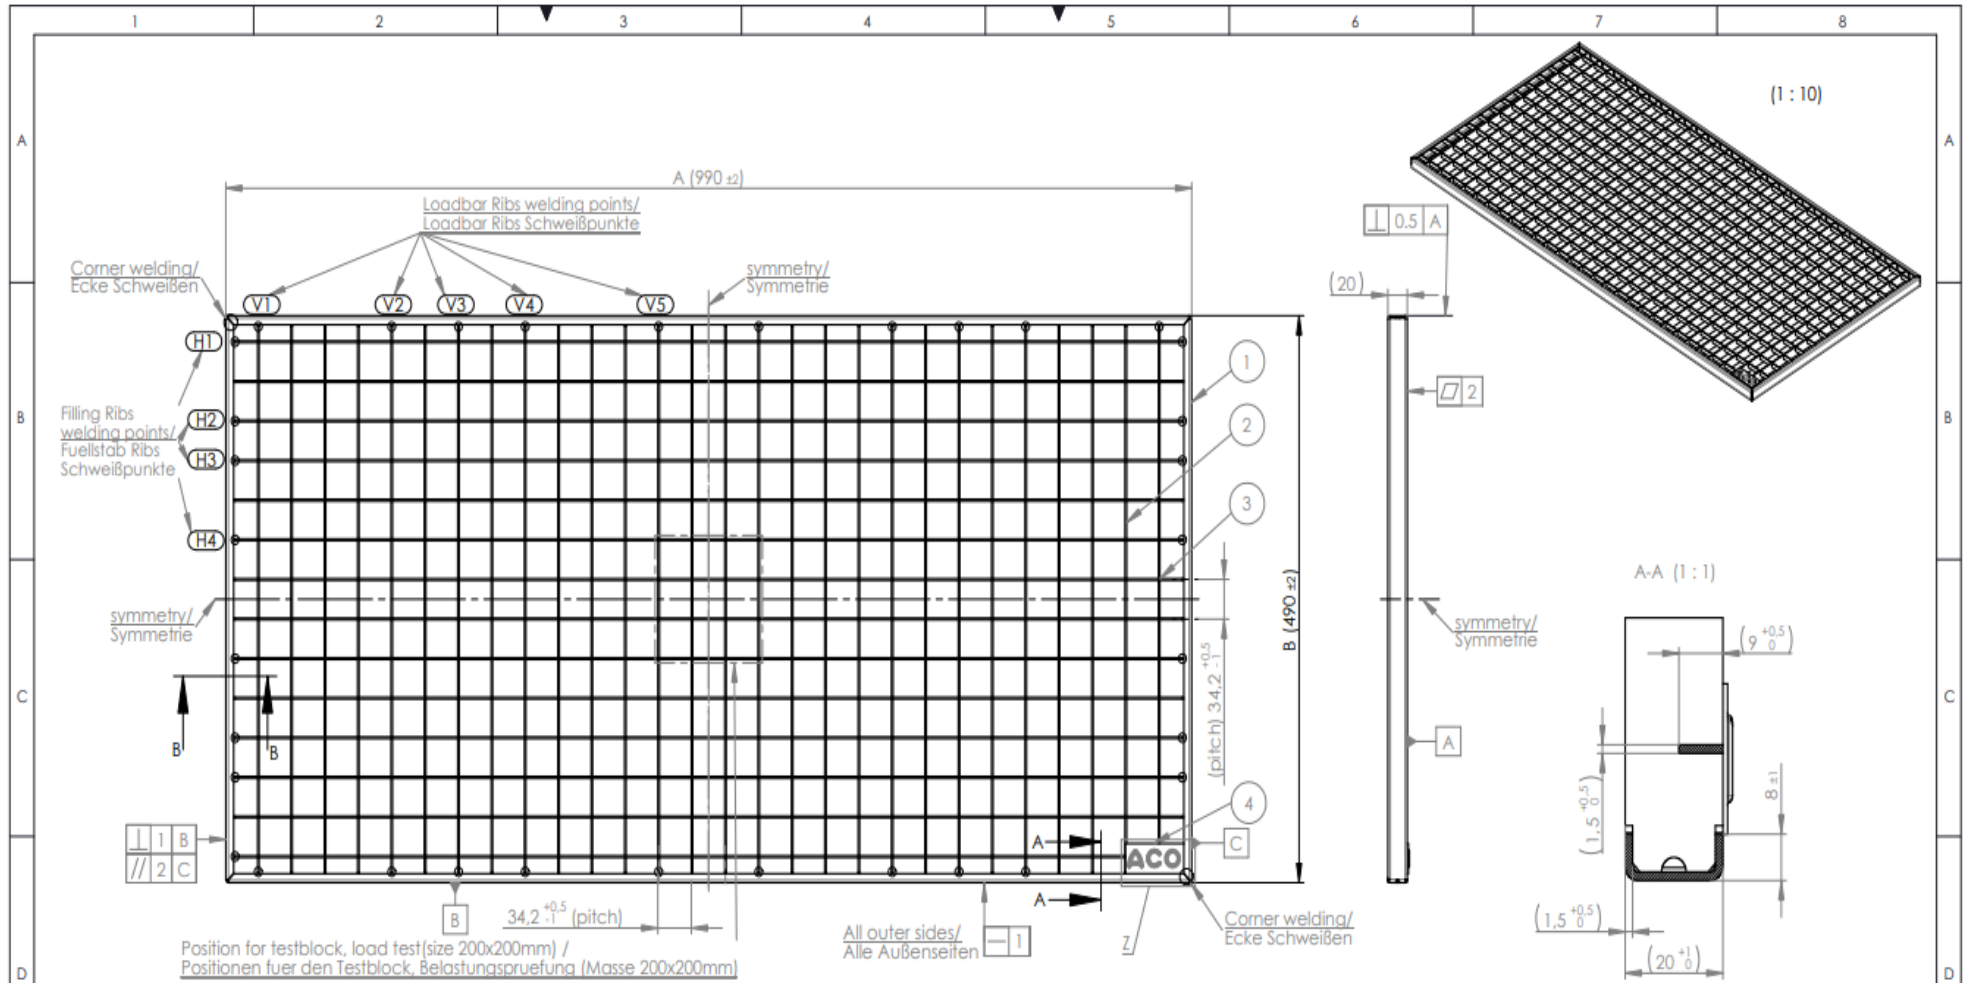 1 2 3 4 5 6 7 8
A
A
(1 : 10)
A (990 ±2)
Loadbar Ribs welding points/
Loadbar Ribs Schweißpunkte
⊥ 0.5 A
Corner welding/
Ecke Schweißen
symmetry/
Symmetrie
(20)
V1 V2 V3 V4 V5
H1
1
⏥ 2
B
B
Filling Ribs
welding points/
Fuellstab Ribs
Schweißpunkte
H2
2
H3
3
H4
A-A (1 : 1)
symmetry/
Symmetrie
B (490 ±2)
symmetry/
Symmetrie
(9 +0,5 0)
C
C
(pitch) 34,2 +0,5 -1
A
B B
(1,5 +0,5 0)
8 ±1
4
⊥ 1 B
// 2 C
A
ACO
C
A
B
34,2 +0,5 -1 (pitch)
All outer sides/
Alle Außenseiten
— 1
Z
Corner welding/
Ecke Schweißen
(1,5 +0,5 0)
(20 +1 0)
Position for testblock, load test(size 200x200mm) /
Positionen fuer den Testblock, Belastungspruefung (Masse 200x200mm)
D
D